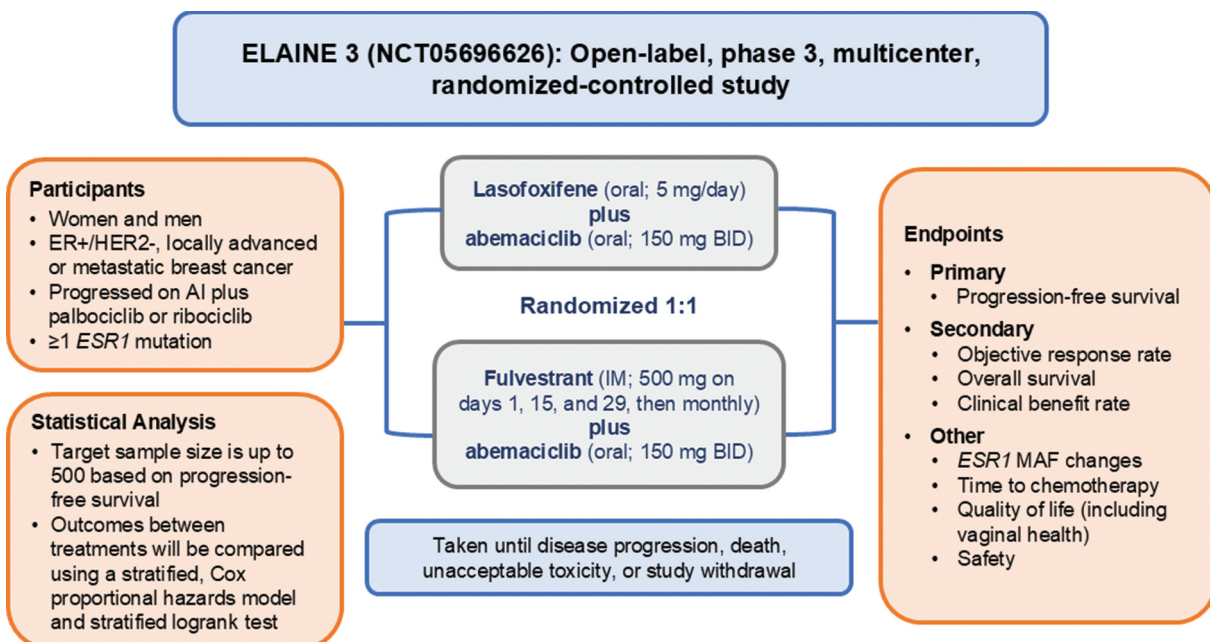 ELAINE 3 (NCT05696626): Open-label, phase 3, multicenter,
randomized-controlled study
Participants
• Women and men
• ER+/HER2-, locally advanced
or metastatic breast cancer
• Progressed on AI plus
palbociclib or ribociclib
• ≥1 ESR1 mutation
Statistical Analysis
• Target sample size is up to
500 based on progression-
free survival
• Outcomes between
treatments will be compared
using a stratified, Cox
proportional hazards model
and stratified logrank test
Lasofoxifene (oral; 5 mg/day)
plus
abemaciclib (oral; 150 mg BID)
Randomized 1:1
Fulvestrant (IM; 500 mg on
days 1, 15, and 29, then monthly)
plus
abemaciclib (oral; 150 mg BID)
Taken until disease progression, death,
unacceptable toxicity, or study withdrawal
Endpoints
• Primary
• Progression-free survival
• Secondary
• Objective response rate
• Overall survival
• Clinical benefit rate
• Other
• ESR1 MAF changes
• Time to chemotherapy
• Quality of life (including
vaginal health)
• Safety